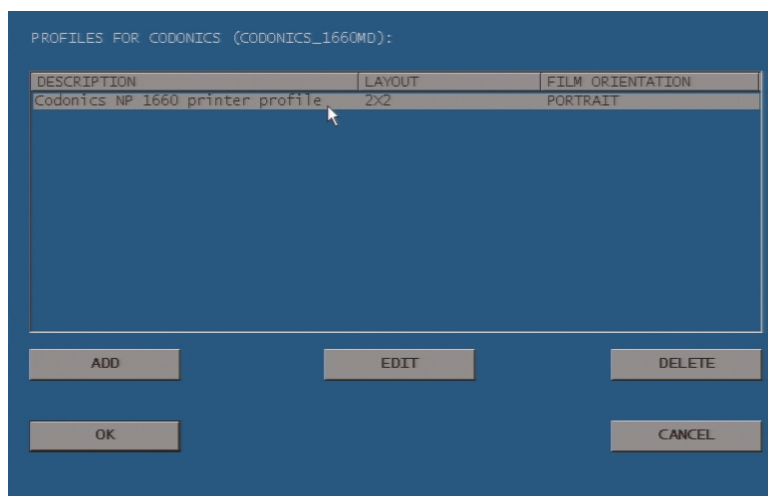 PROFILES FOR CODONICS (CODONICS_1660MD):
DESCRIPTION LAYOUT FILM ORIENTATION
Codonics NP 1660 printer profile 2X2 PORTRAIT
ADD EDIT DELETE
OK CANCEL